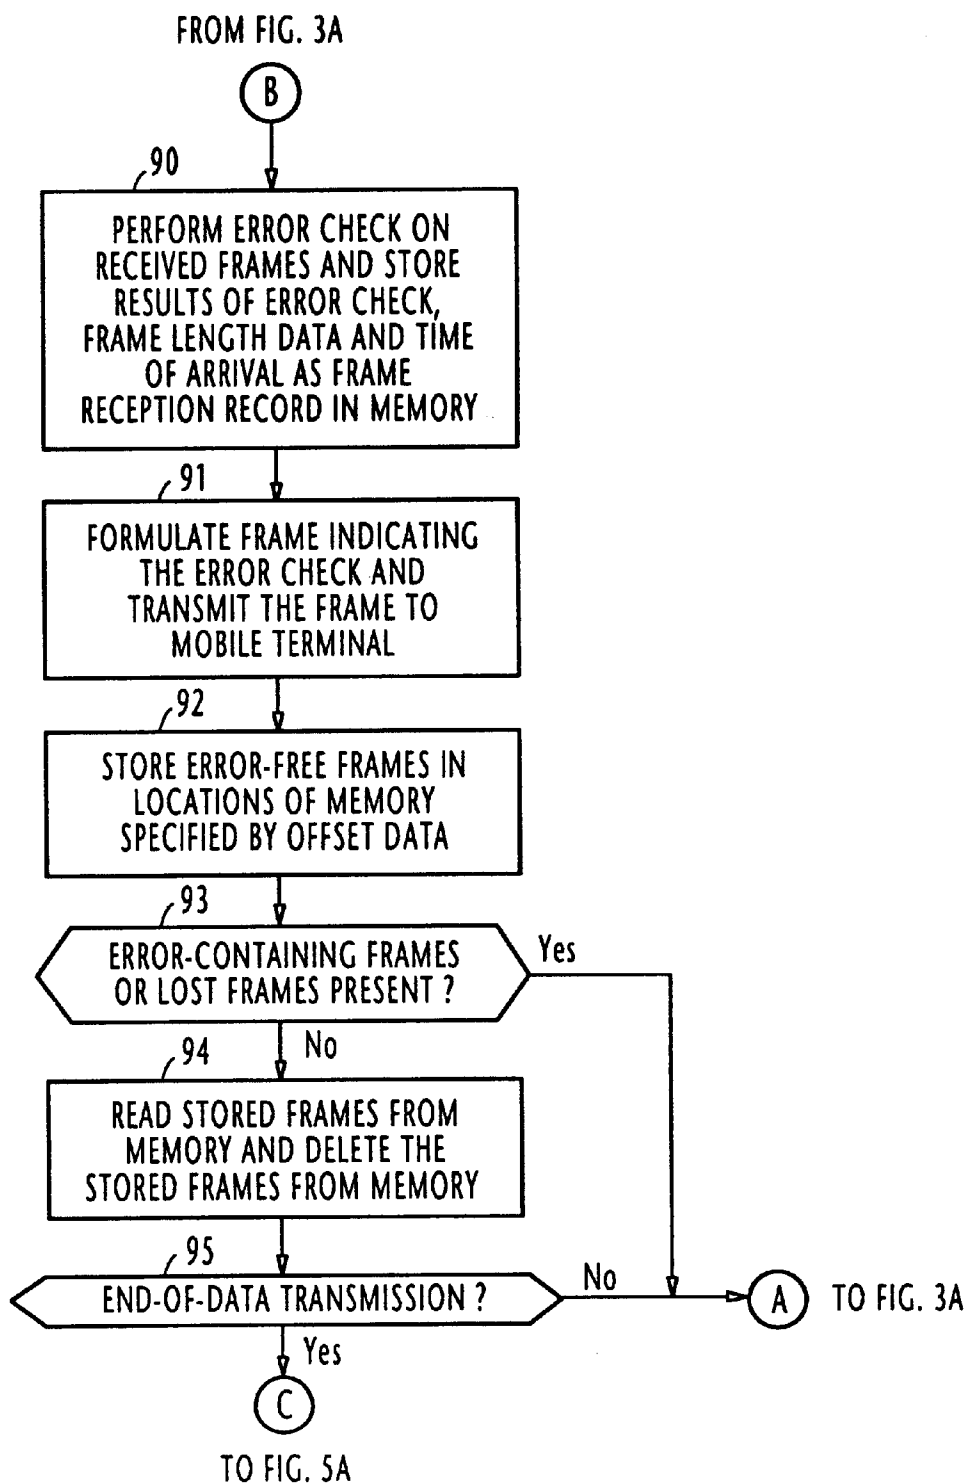 FROM FIG. 3A
B
90
PERFORM ERROR CHECK ON
RECEIVED FRAMES AND STORE
RESULTS OF ERROR CHECK,
FRAME LENGTH DATA AND TIME
OF ARRIVAL AS FRAME
RECEPTION RECORD IN MEMORY
91
FORMULATE FRAME INDICATING
THE ERROR CHECK AND
TRANSMIT THE FRAME TO
MOBILE TERMINAL
92
STORE ERROR-FREE FRAMES IN
LOCATIONS OF MEMORY
SPECIFIED BY OFFSET DATA
93
ERROR-CONTAINING FRAMES
OR LOST FRAMES PRESENT ?
Yes
No
94
READ STORED FRAMES FROM
MEMORY AND DELETE THE
STORED FRAMES FROM MEMORY
95
END-OF-DATA TRANSMISSION ?
No
A
TO FIG. 3A
Yes
C
TO FIG. 5A